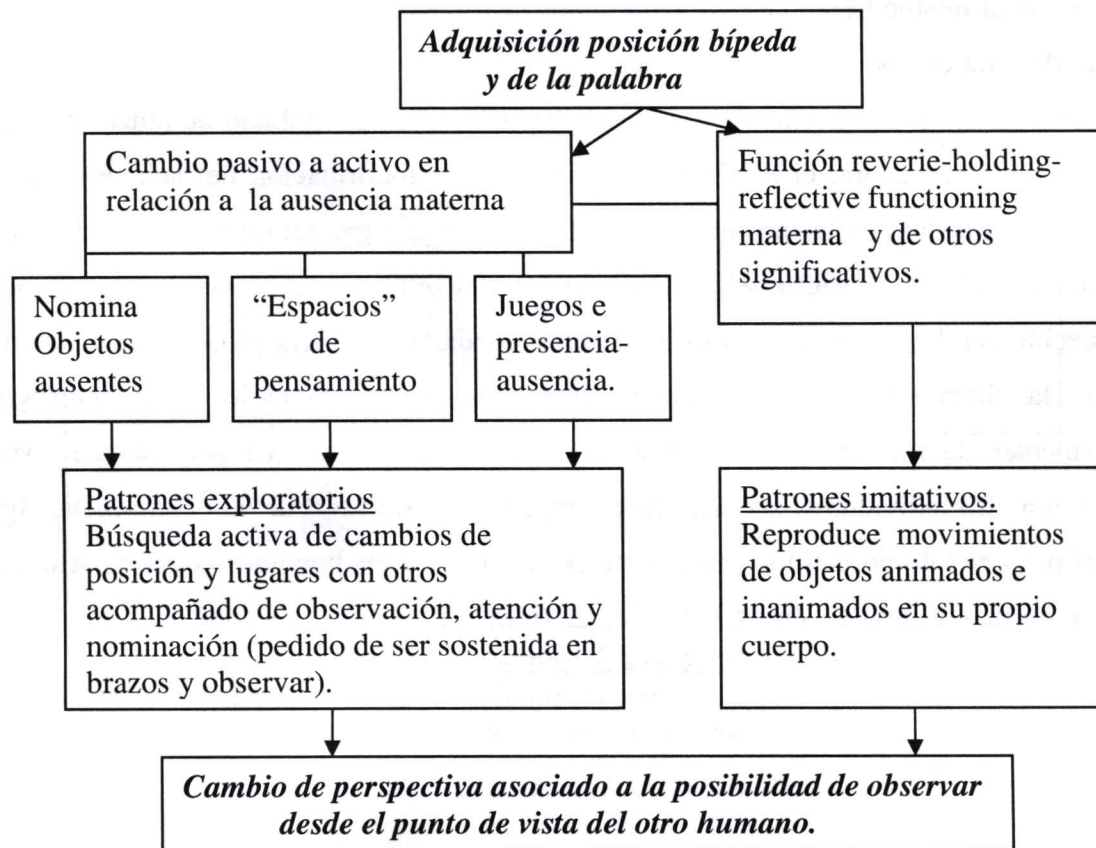 Adquisición posición bípeda
y de la palabra
Cambio pasivo a activo en
relación a la ausencia materna
Función reverie-holding-
reflective functioning
materna y de otros
significativos.
Nomina
Objetos
ausentes
“Espacios”
de
pensamiento
Juegos e
presencia-
ausencia.
Patrones exploratorios
Búsqueda activa de cambios de
posición y lugares con otros
acompañado de observación, atención y
nominación (pedido de ser sostenida en
brazos y observar).
Patrones imitativos.
Reproduce movimientos
de objetos animados e
inanimados en su propio
cuerpo.
Cambio de perspectiva asociado a la posibilidad de observar
desde el punto de vista del otro humano.